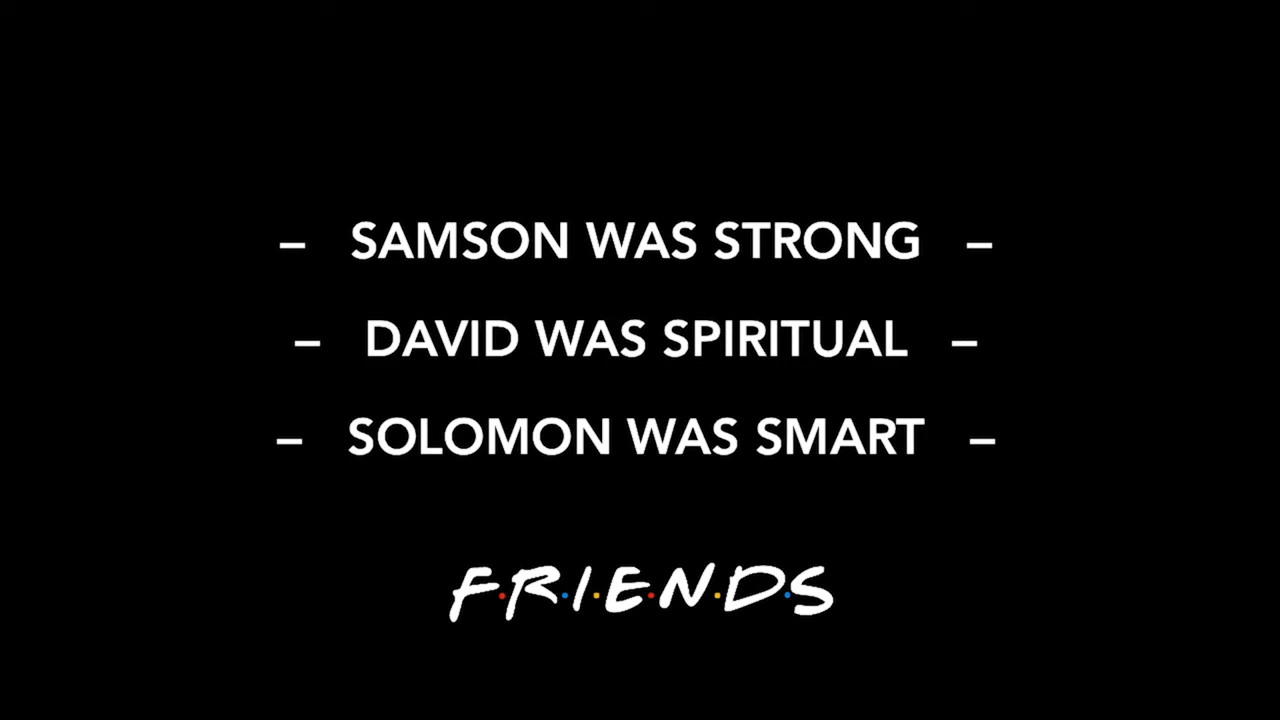 – SAMSON WAS STRONG –
– DAVID WAS SPIRITUAL –
– SOLOMON WAS SMART –
F·R·I·E·N·D·S